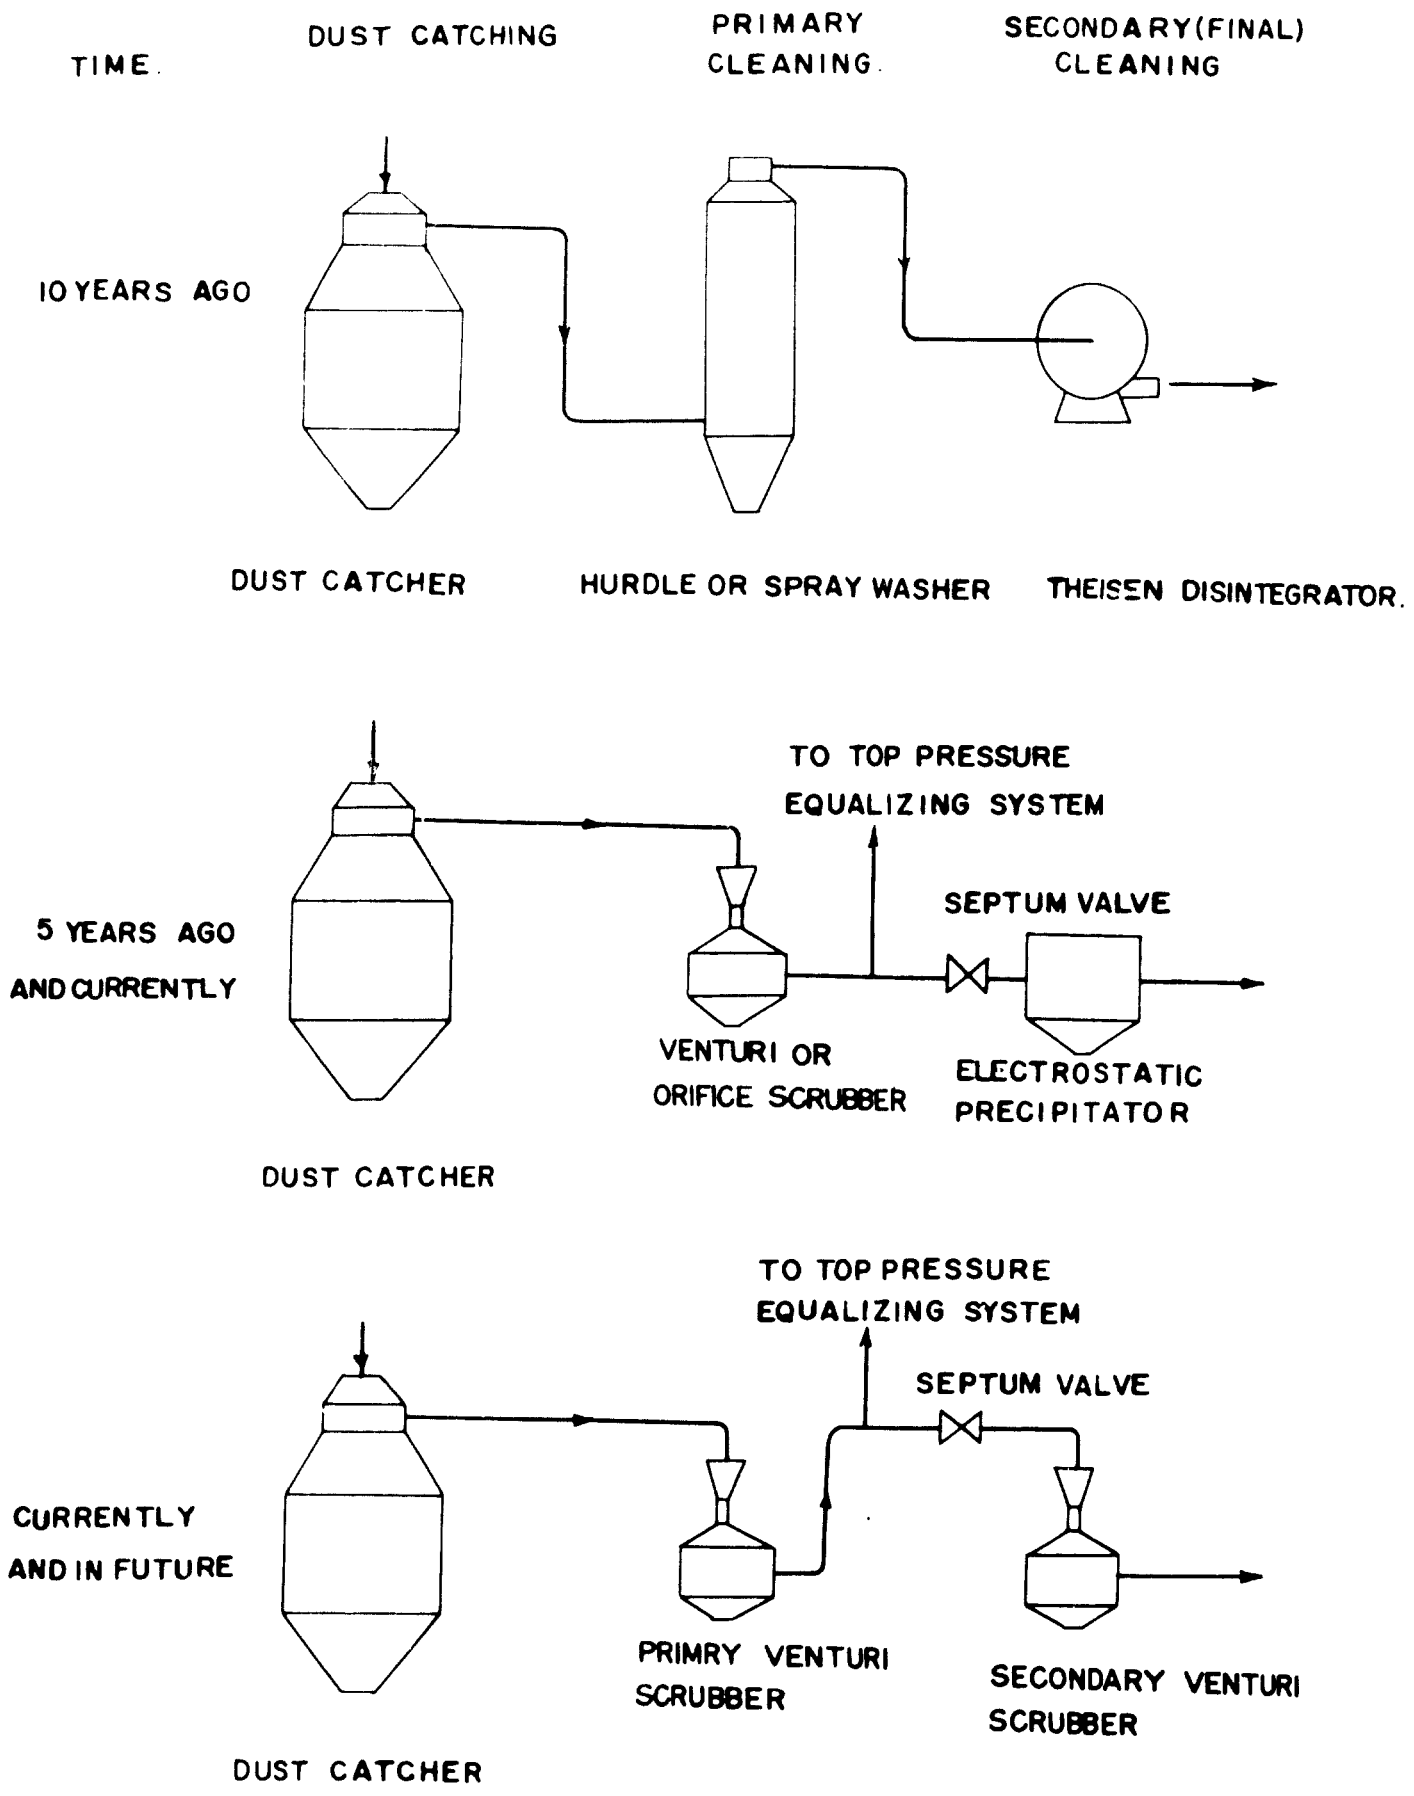 TIME.
DUST CATCHING
PRIMARY
CLEANING.
SECONDARY(FINAL)
CLEANING
10 YEARS AGO
DUST CATCHER
HURDLE OR SPRAY WASHER
THEISEN DISINTEGRATOR.
TO TOP PRESSURE
EQUALIZING SYSTEM
SEPTUM VALVE
5 YEARS AGO
AND CURRENTLY
VENTURI OR
ORIFICE SCRUBBER
ELECTROSTATIC
PRECIPITATOR
DUST CATCHER
TO TOP PRESSURE
EQUALIZING SYSTEM
SEPTUM VALVE
CURRENTLY
AND IN FUTURE
PRIMRY VENTURI
SCRUBBER
SECONDARY VENTURI
SCRUBBER
DUST CATCHER